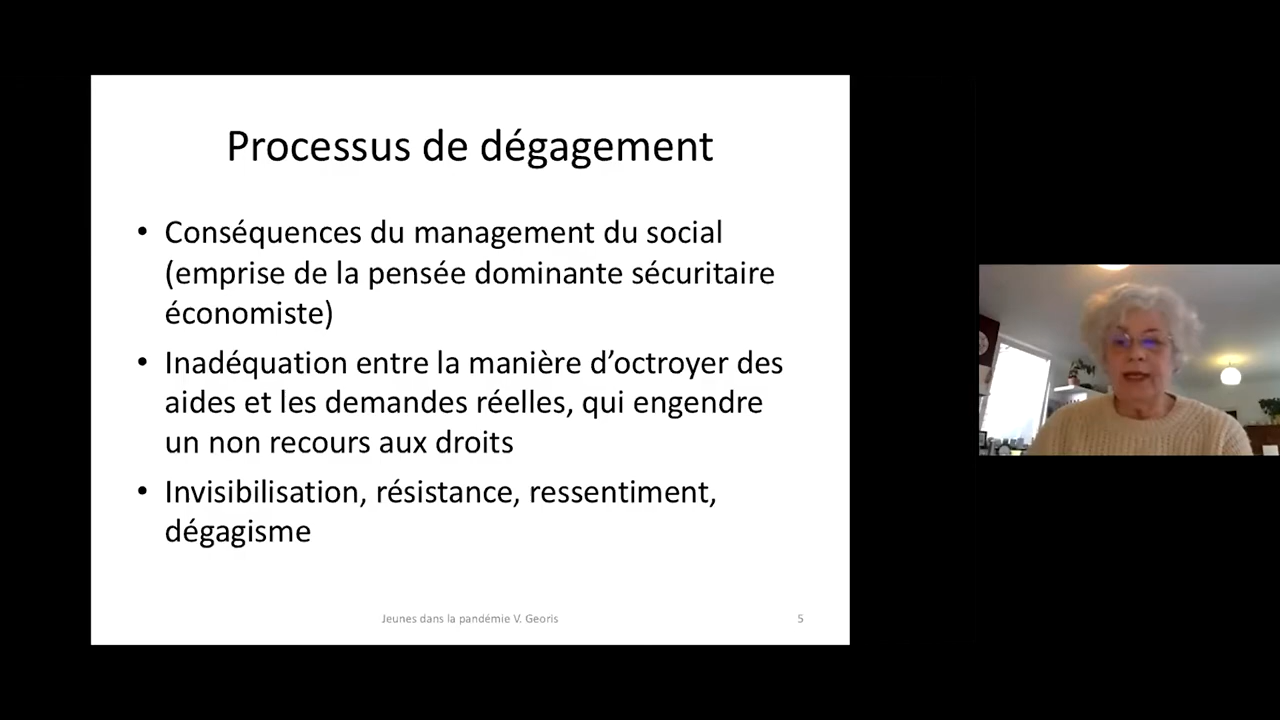 Processus de dégagement
• Conséquences du management du social
(emprise de la pensée dominante sécuritaire
économiste)
• Inadéquation entre la manière d’octroyer des
aides et les demandes réelles, qui engendre
un non recours aux droits
• Invisibilisation, résistance, ressentiment,
dégagisme
Jeunes dans la pandémie V. Georis
5